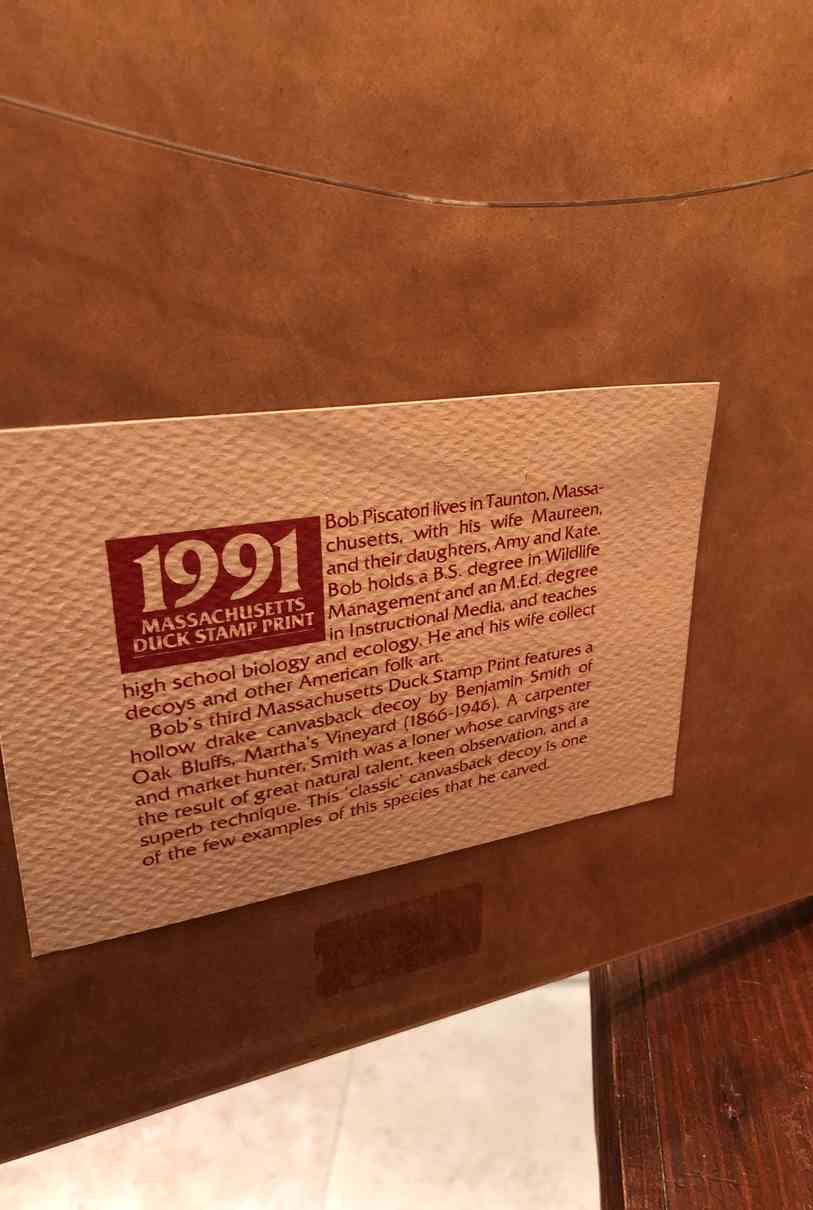 1991
MASSACHUSETTS
DUCK STAMP PRINT
Bob Piscatori lives in Taunton, Massa-
chusetts, with his wife Maureen,
and their daughters, Amy and Kate.
Bob holds a B.S. degree in Wildlife
Management and an M.Ed. degree
in Instructional Media, and teaches
high school biology and ecology. He and his wife collect
decoys and other American folk art.
Bob's third Massachusetts Duck Stamp Print features a
hollow drake canvasback decoy by Benjamin Smith of
Oak Bluffs, Martha's Vineyard (1866-1946). A carpenter
and market hunter, Smith was a loner whose carvings are
the result of great natural talent, keen observation, and a
superb technique. This 'classic' canvasback decoy is one
of the few examples of this species that he carved.